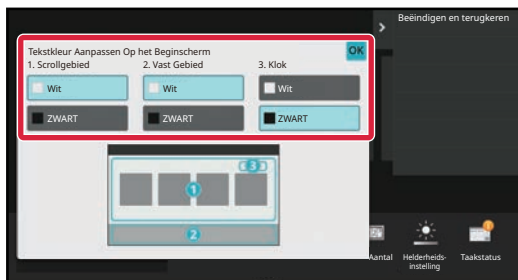 Beëindigen en terugkeren
Tekstkleur Aanpassen Op het Beginscherm
OK
1. Scrollgebied 2. Vast Gebied 3. Klok
Wit Wit Wit
ZWART ZWART ZWART
3
1
2
Aantal Helderheids-instelling Taakstatus